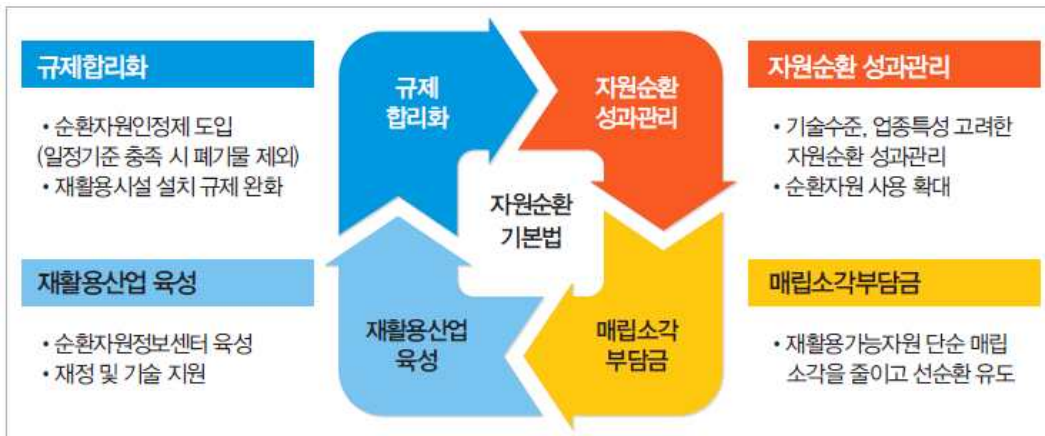 규제합리화
• 순환자원인정제 도입
(일정기준 충족 시 폐기물 제외)
• 재활용시설 설치 규제 완화
재활용산업 육성
• 순환자원정보센터 육성
• 재정 및 기술 지원
규제
합리화
자원순환
성과관리
자원순환
기본법
재활용산업
육성
매립소각
부담금
자원순환 성과관리
• 기술수준, 업종특성 고려한
자원순환 성과관리
• 순환자원 사용 확대
매립소각부담금
• 재활용가능자원 단순 매립
소각을 줄이고 선순환 유도